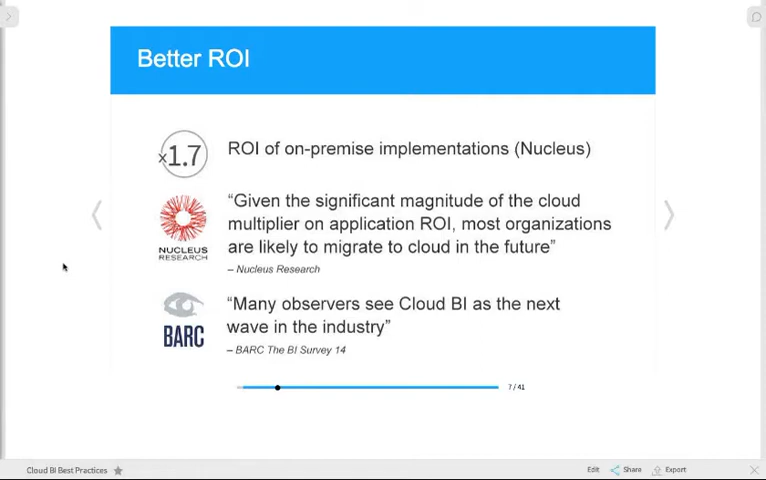 Better ROI
x1.7
ROI of on-premise implementations (Nucleus)
“Given the significant magnitude of the cloud
multiplier on application ROI, most organizations
are likely to migrate to cloud in the future”
NUCLEUS
RESEARCH
– Nucleus Research
“Many observers see Cloud BI as the next
wave in the industry”
BARC
– BARC The BI Survey 14
7 / 41
Cloud BI Best Practices
Edit
Share
Export